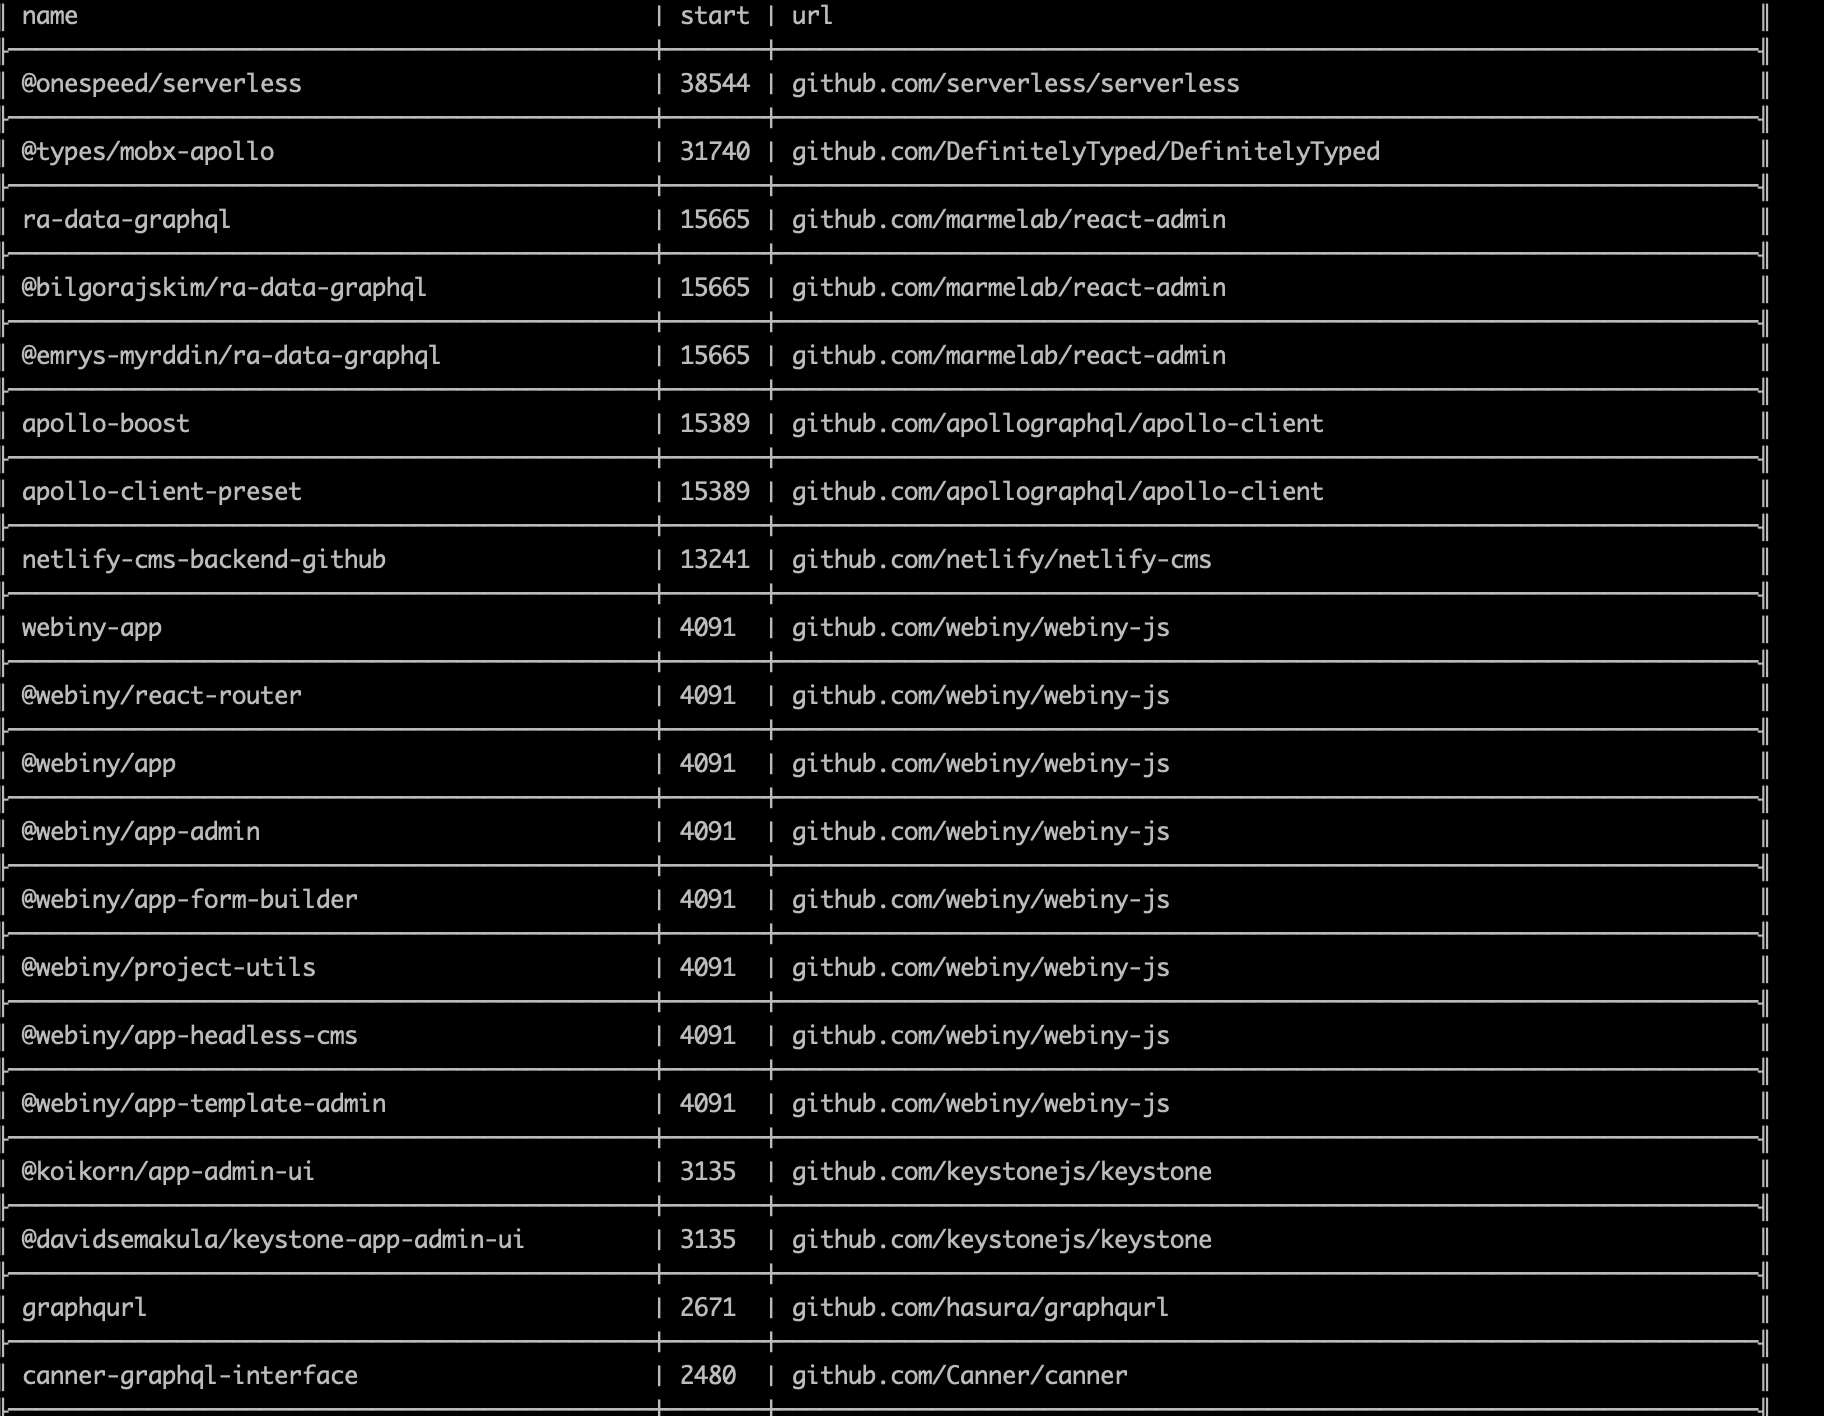 name | start | url
@onespeed/serverless | 38544 | github.com/serverless/serverless
@types/mobx-apollo | 31740 | github.com/DefinitelyTyped/DefinitelyTyped
ra-data-graphql | 15665 | github.com/marmelab/react-admin
@bilgorajskim/ra-data-graphql | 15665 | github.com/marmelab/react-admin
@emrys-myrddin/ra-data-graphql | 15665 | github.com/marmelab/react-admin
apollo-boost | 15389 | github.com/apollographql/apollo-client
apollo-client-preset | 15389 | github.com/apollographql/apollo-client
netlify-cms-backend-github | 13241 | github.com/netlify/netlify-cms
webiny-app | 4091 | github.com/webiny/webiny-js
@webiny/react-router | 4091 | github.com/webiny/webiny-js
@webiny/app | 4091 | github.com/webiny/webiny-js
@webiny/app-admin | 4091 | github.com/webiny/webiny-js
@webiny/app-form-builder | 4091 | github.com/webiny/webiny-js
@webiny/project-utils | 4091 | github.com/webiny/webiny-js
@webiny/app-headless-cms | 4091 | github.com/webiny/webiny-js
@webiny/app-template-admin | 4091 | github.com/webiny/webiny-js
@koikorn/app-admin-ui | 3135 | github.com/keystonejs/keystone
@davidsemakula/keystone-app-admin-ui | 3135 | github.com/keystonejs/keystone
graphqurl | 2671 | github.com/hasura/graphqurl
canner-graphql-interface | 2480 | github.com/Canner/canner